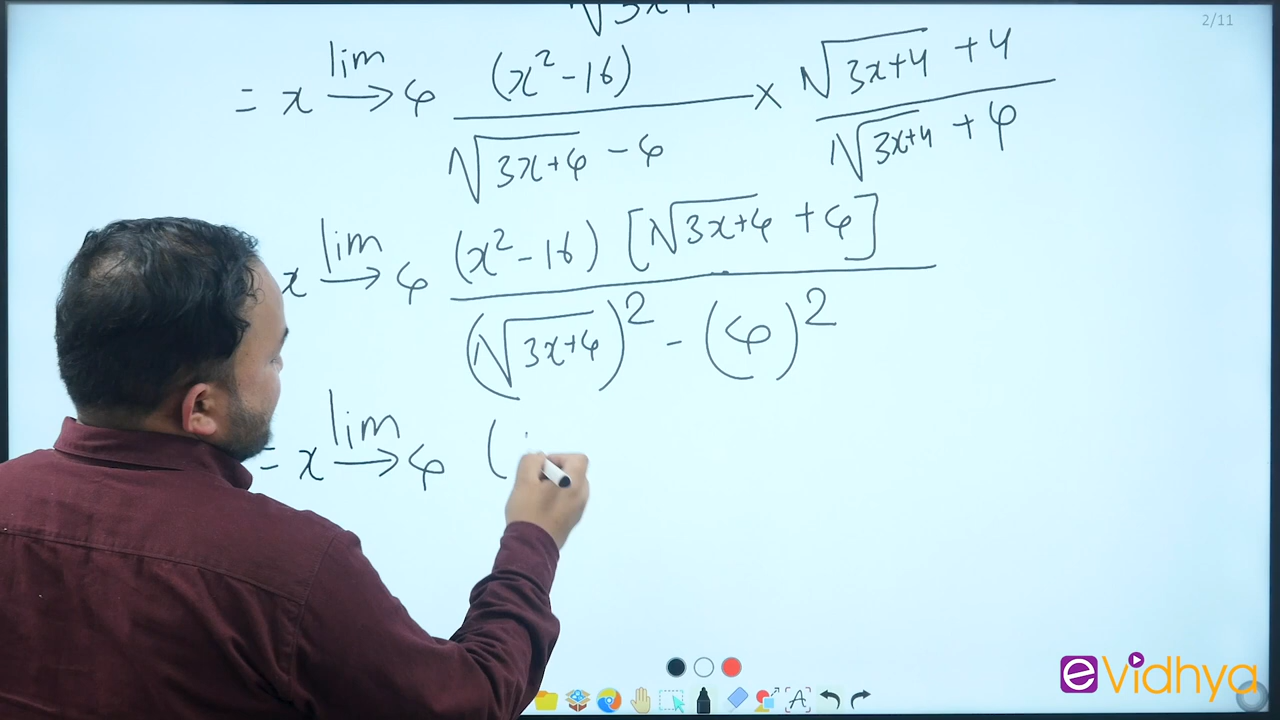 2/11
= x lim → 4 (x² - 16) / √3x+4 - 4 × √3x+4 + 4 / √3x+4 + 4
x lim → 4 (x² - 16) [√3x+4 + 4] / (√3x+4)² - (4)²
= x lim → 4 (
eVidhya